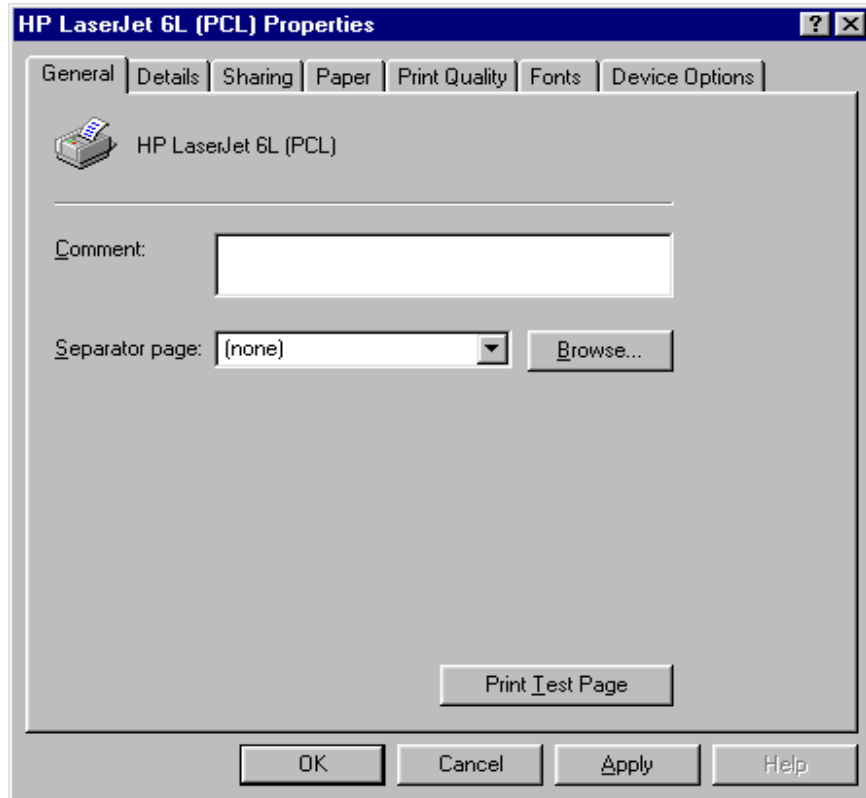 HP LaserJet 6L (PCL) Properties
General Details Sharing Paper Print Quality Fonts Device Options
HP LaserJet 6L (PCL)
Comment:
Separator page: (none) Browse...
Print Test Page
OK Cancel Apply Help